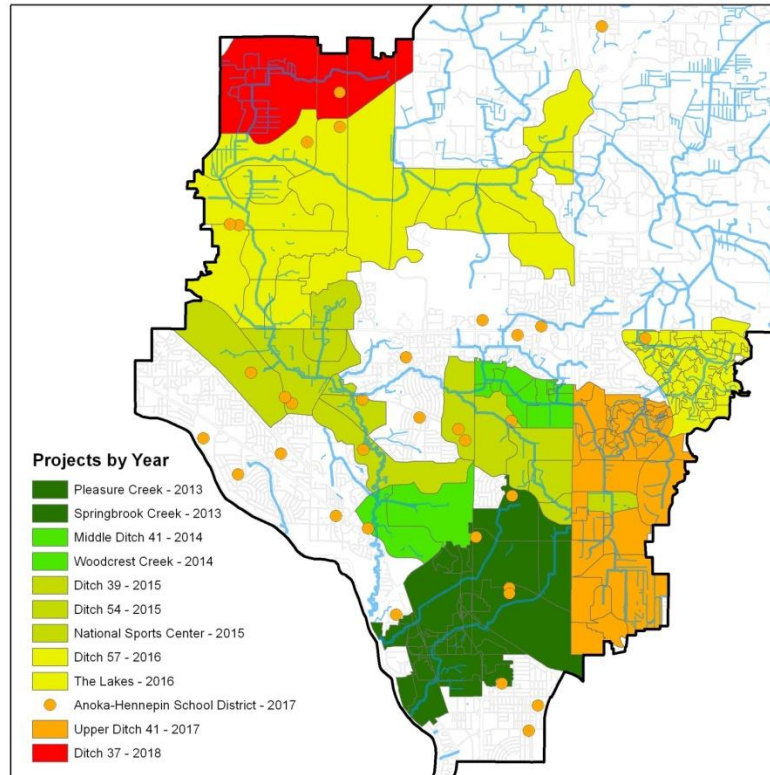 Projects by Year
Pleasure Creek - 2013
Springbrook Creek - 2013
Middle Ditch 41 - 2014
Woodcrest Creek - 2014
Ditch 39 - 2015
Ditch 54 - 2015
National Sports Center - 2015
Ditch 57 - 2016
The Lakes - 2016
Anoka-Hennepin School District - 2017
Upper Ditch 41 - 2017
Ditch 37 - 2018